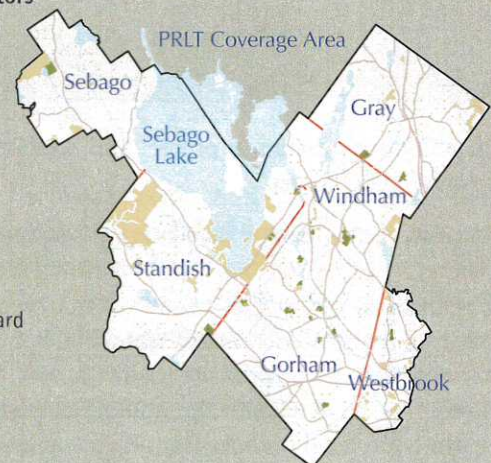 PRLT Coverage Area
Sebago
Gray
Sebago
Lake
Windham
Standish
Gorham
Westbrook